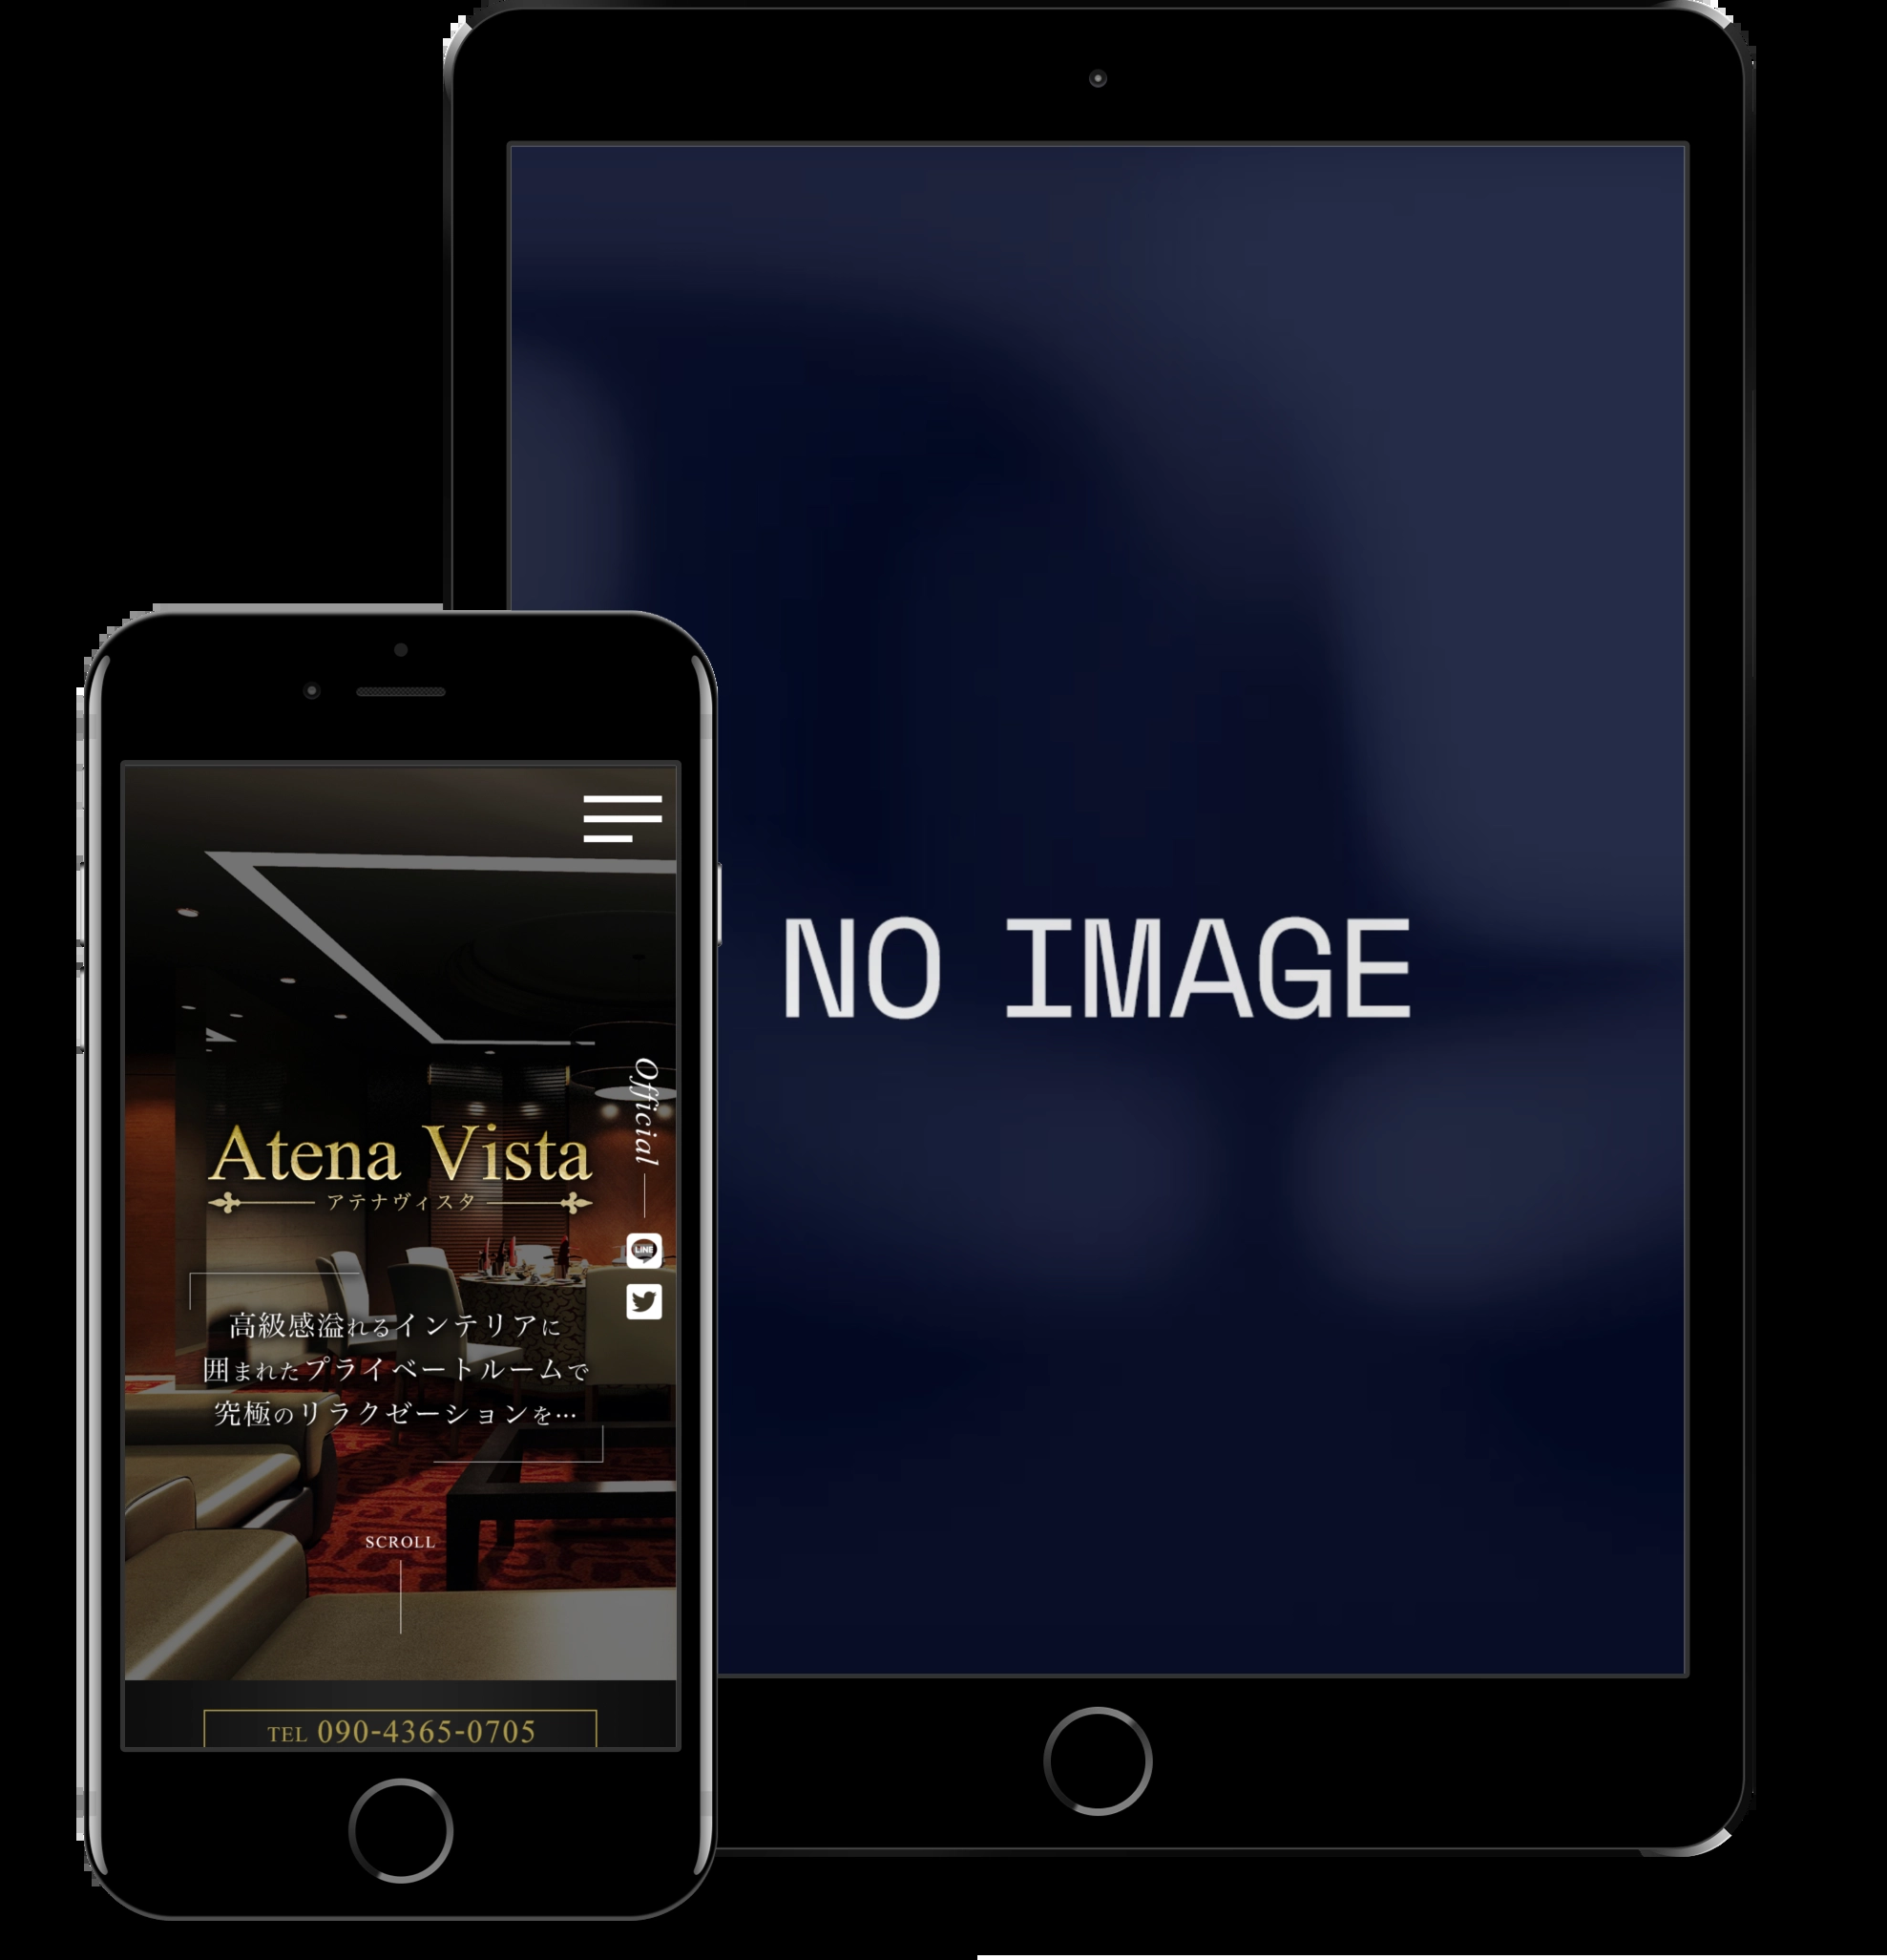 NO IMAGE
Official
Atena Vista
アテナヴィスタ
LINE
高級感溢れるインテリアに
囲まれたプライベートルームで
究極のリラクゼーションを…
SCROLL
TEL 090-4365-0705